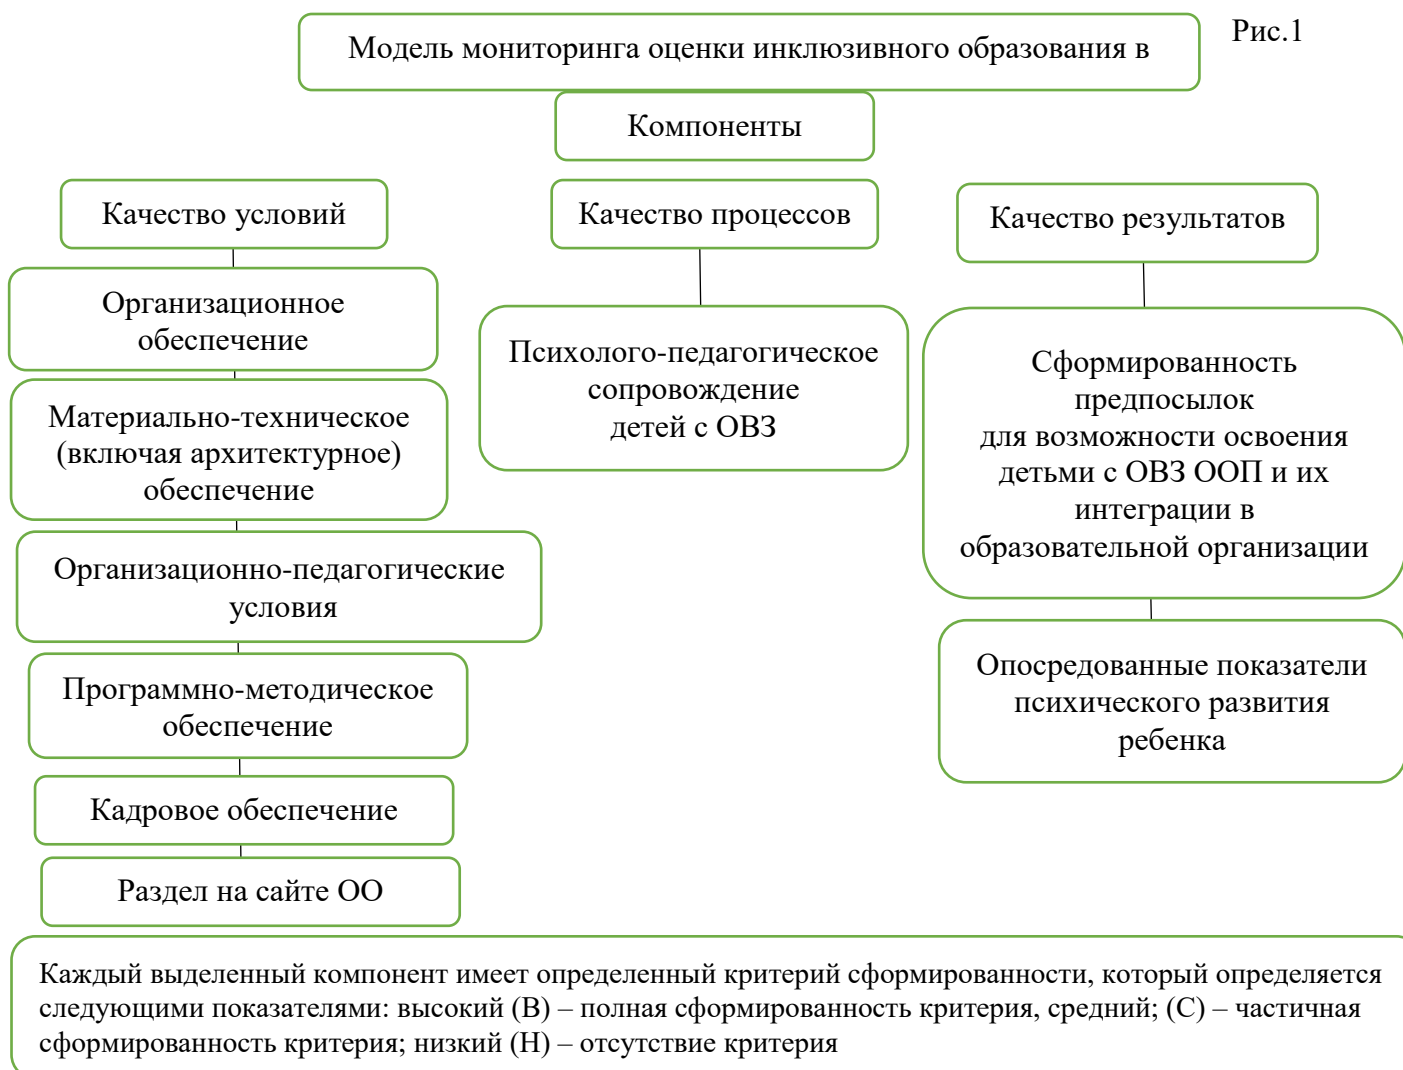 Рис.1
Модель мониторинга оценки инклюзивного образования в
Компоненты
Качество условий
Организационное
обеспечение
Материально-техническое
(включая архитектурное)
обеспечение
Организационно-педагогические
условия
Программно-методическое
обеспечение
Кадровое обеспечение
Раздел на сайте ОО
Качество процессов
Психолого-педагогическое
сопровождение
детей с ОВЗ
Качество результатов
Сформированность
предпосылок
для возможности освоения
детьми с ОВЗ ООП и их
интеграции в
образовательной организации
Опосредованные показатели
психического развития
ребенка
Каждый выделенный компонент имеет определенный критерий сформированности, который определяется
следующими показателями: высокий (В) – полная сформированность критерия, средний; (С) – частичная
сформированность критерия; низкий (Н) – отсутствие критерия